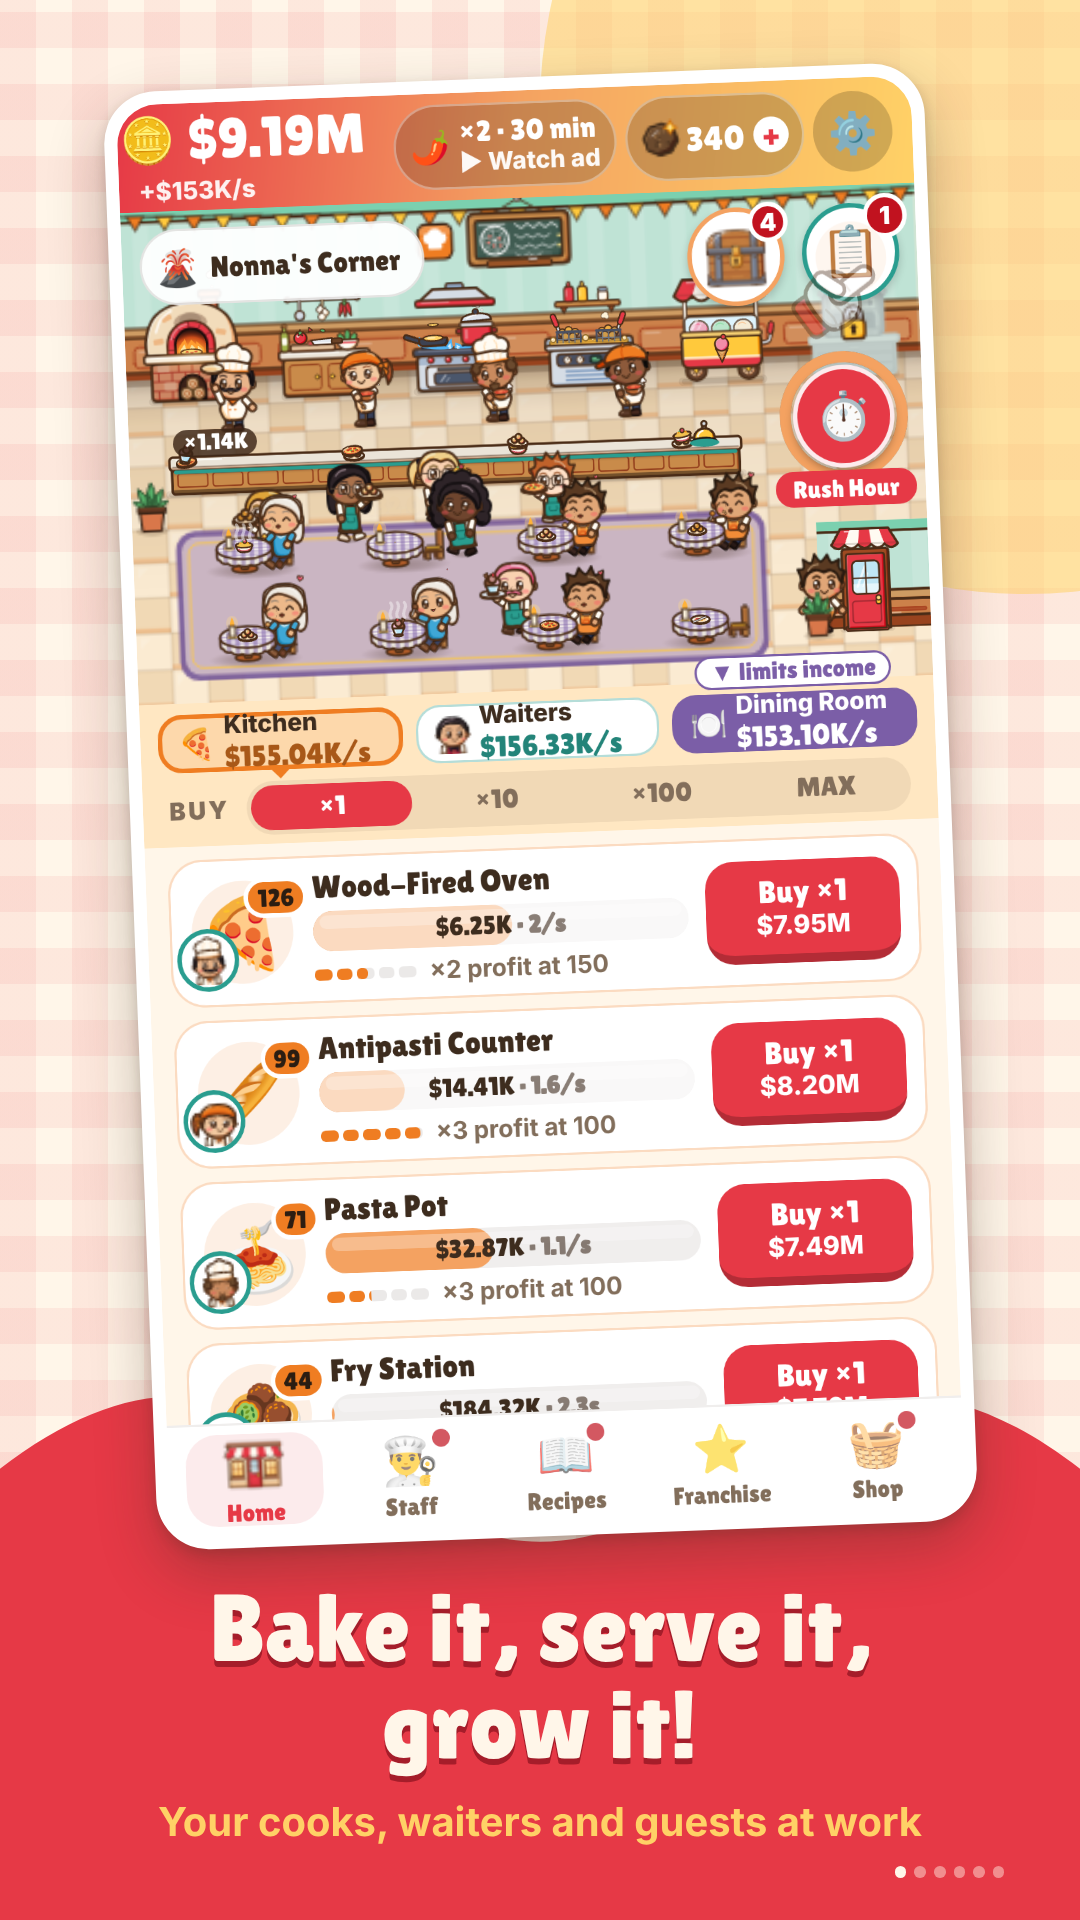 $9.19M
+$153K/s
×2 · 30 min
▶ Watch ad
340 +
Nonna's Corner
4
1
×1.14K
Rush Hour
▼ limits income
Kitchen
$155.04K/s
Waiters
$156.33K/s
Dining Room
$153.10K/s
BUY
×1
×10
×100
MAX
126
Wood-Fired Oven
$6.25K · 2/s
×2 profit at 150
Buy ×1
$7.95M
99
Antipasti Counter
$14.41K · 1.6/s
×3 profit at 100
Buy ×1
$8.20M
71
Pasta Pot
$32.87K · 1.1/s
×3 profit at 100
Buy ×1
$7.49M
44
Fry Station
$184.32K · 2.3s
Buy ×1
Home
Staff
Recipes
Franchise
Shop
Bake it, serve it,
grow it!
Your cooks, waiters and guests at work